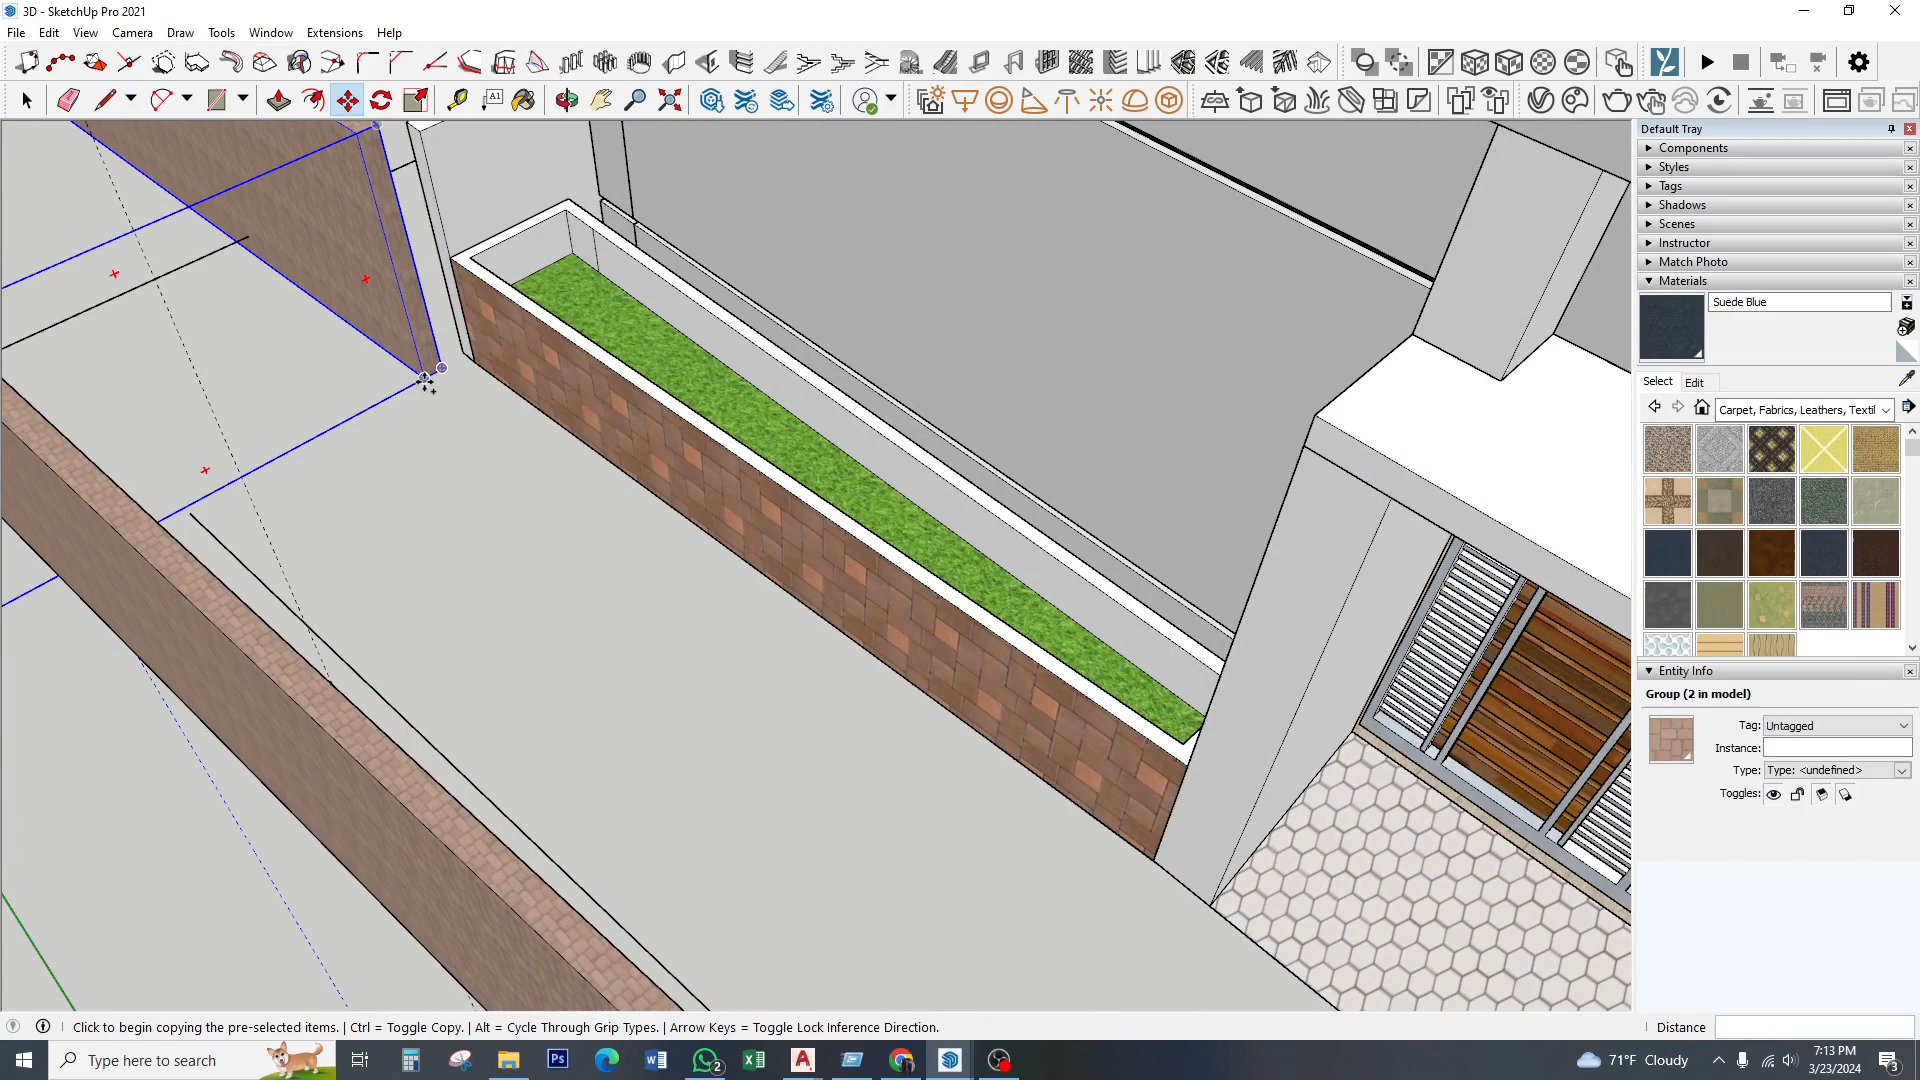 3D - SketchUp Pro 2021
File Edit View Camera Draw Tools Window Extensions Help
A1
Default Tray
Components
Styles
Tags
Shadows
Scenes
Instructor
Match Photo
Materials
Suede Blue
Select Edit
Carpet, Fabrics, Leathers, Textil
Entity Info
Group (2 in model)
Tag: Untagged
Instance:
Type: Type: <undefined>
Toggles:
Click to begin copying the pre-selected items. | Ctrl = Toggle Copy. | Alt = Cycle Through Grip Types. | Arrow Keys = Toggle Lock Inference Direction.
Distance
Type here to search
Ps
W
2
X
A
71°F Cloudy
7:13 PM
3/23/2024
3